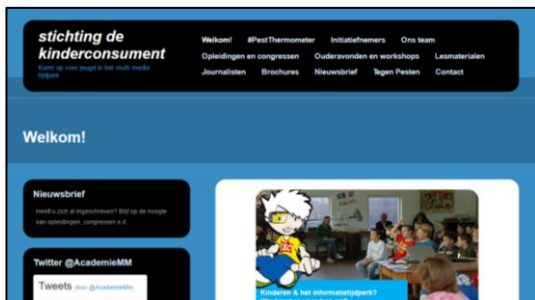 stichting de
kinderconsument
Komt op voor jeugd in het multi media
tijdperk
Welkom! #PestThermometer Initiatiefnemers Ons team
Opleidingen en congressen Ouderavonden en workshops Lesmaterialen
Journalisten Brochures Nieuwsbrief Tegen Pesten Contact
Welkom!
Nieuwsbrief
Heeft u zich al ingeschreven? Blijf op de hoogte
van opleidingen, congressen e.d.
Twitter @AcademieMM
Tweets door @AcademieMM
Kinderen & het informatietijdperk?